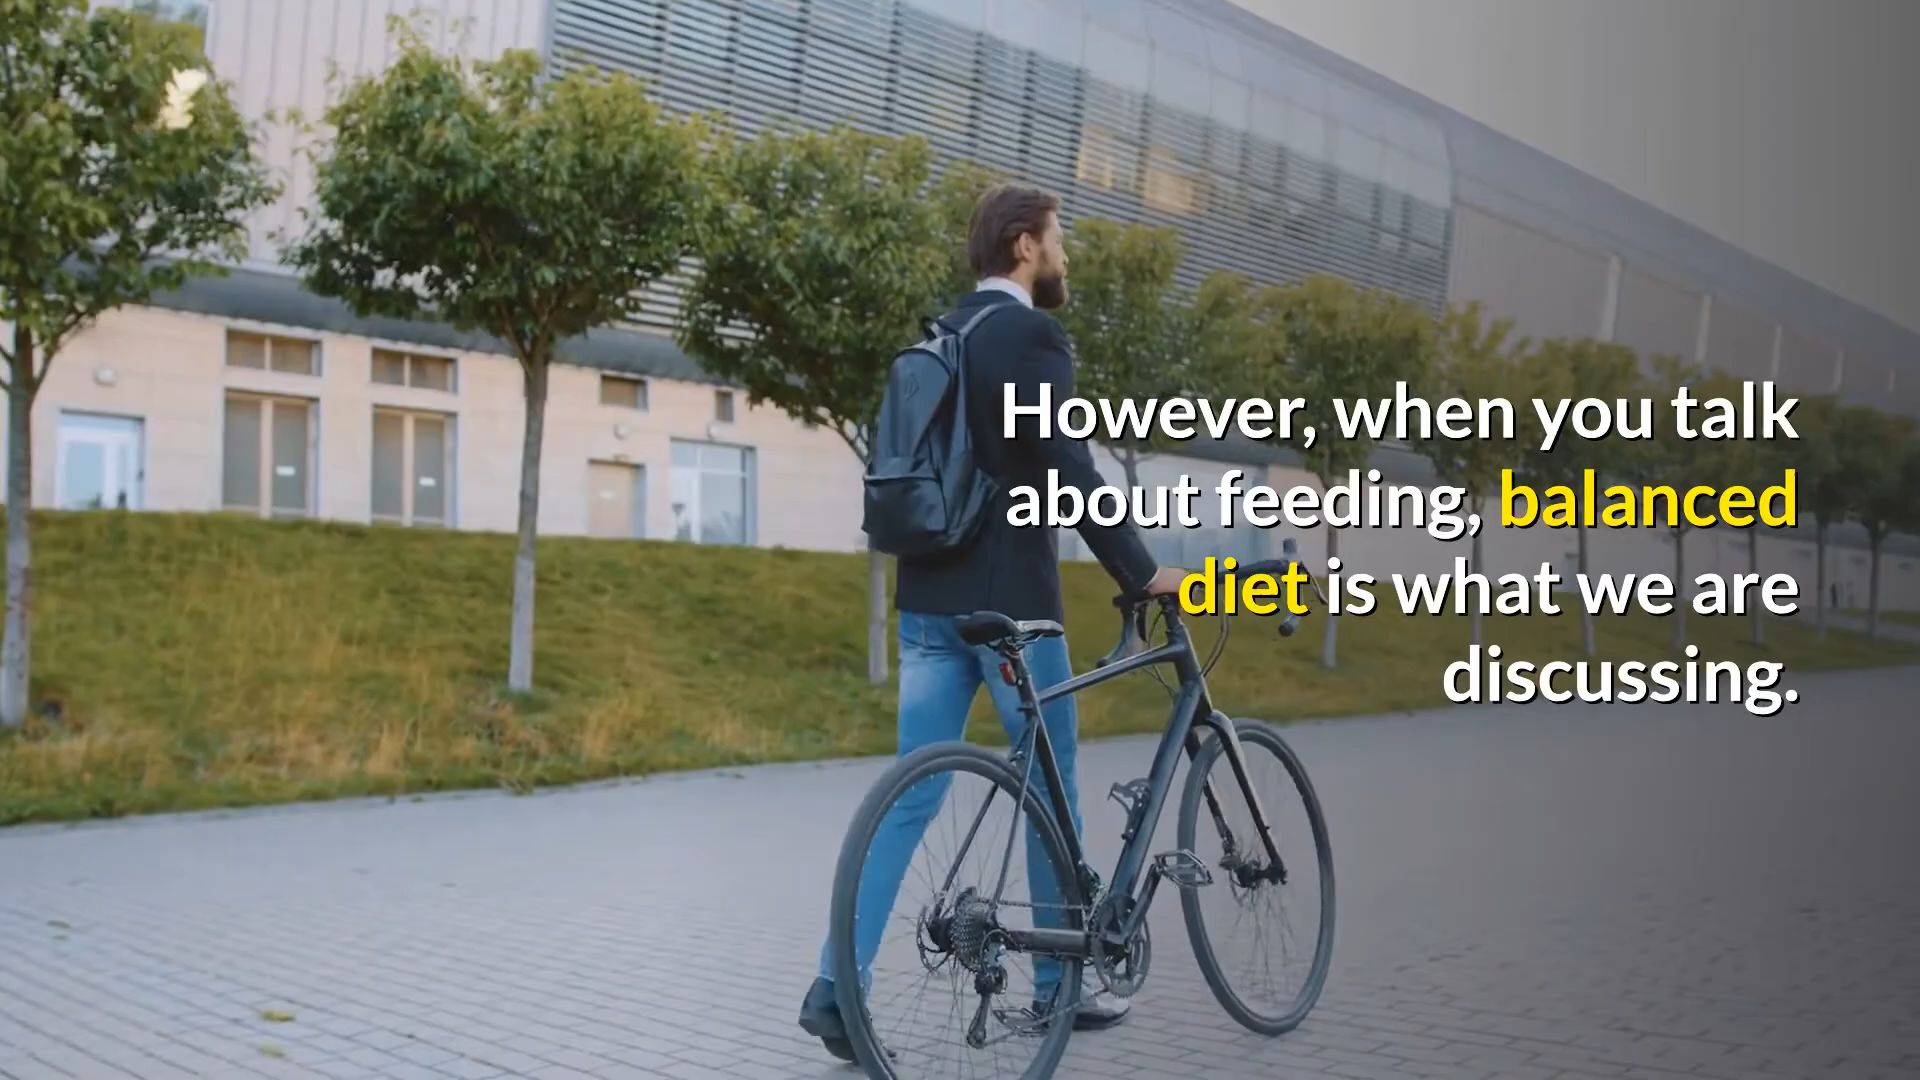 However, when you talk
about feeding, balanced
diet is what we are
discussing.